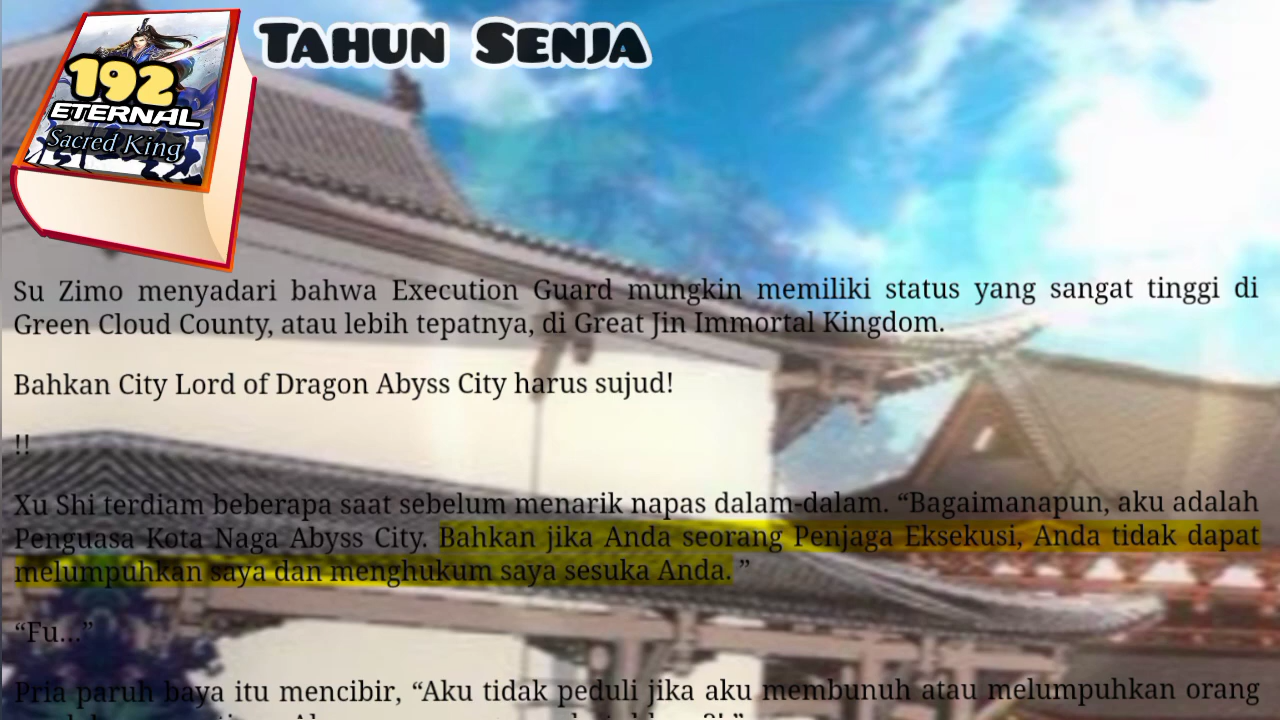 Tahun Senja
192
ETERNAL
Sacred King
Su Zimo menyadari bahwa Execution Guard mungkin memiliki status yang sangat tinggi di
Green Cloud County, atau lebih tepatnya, di Great Jin Immortal Kingdom.
Bahkan City Lord of Dragon Abyss City harus sujud!
!!
Xu Shi terdiam beberapa saat sebelum menarik napas dalam-dalam. “Bagaimanapun, aku adalah
Penguasa Kota Naga Abyss City. Bahkan jika Anda seorang Penjaga Eksekusi, Anda tidak dapat
melumpuhkan saya dan menghukum saya sesuka Anda. ”
“Fu...”
Pria paruh baya itu mencibir, “Aku tidak peduli jika aku membunuh atau melumpuhkan orang